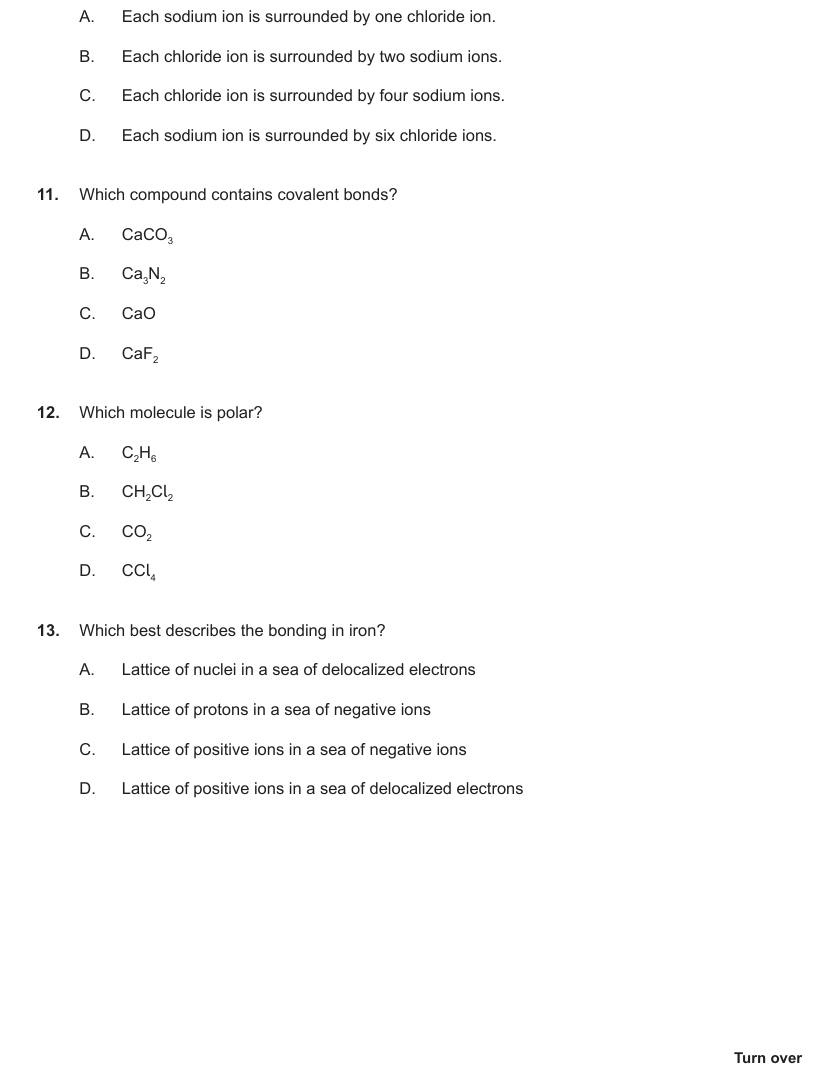 A. Each sodium ion is surrounded by one chloride ion.
B. Each chloride ion is surrounded by two sodium ions.
C. Each chloride ion is surrounded by four sodium ions.
D. Each sodium ion is surrounded by six chloride ions.
11. Which compound contains covalent bonds?
A. CaCO₃
B. Ca₃N₂
C. CaO
D. CaF₂
12. Which molecule is polar?
A. C₂H₆
B. CH₂Cl₂
C. CO₂
D. CCl₄
13. Which best describes the bonding in iron?
A. Lattice of nuclei in a sea of delocalized electrons
B. Lattice of protons in a sea of negative ions
C. Lattice of positive ions in a sea of negative ions
D. Lattice of positive ions in a sea of delocalized electrons
Turn over